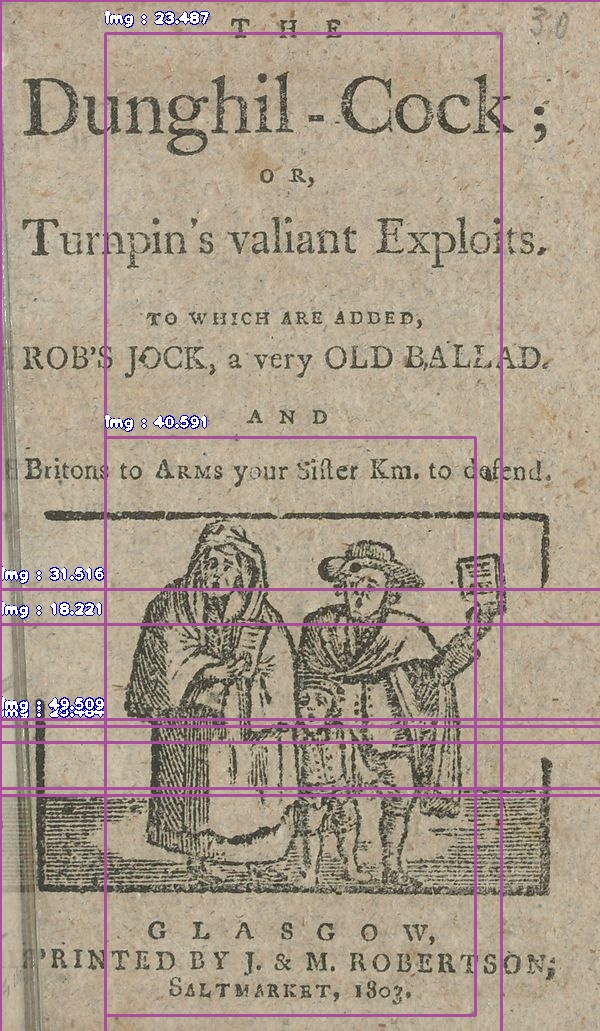 30
THE
Dunghil-Cock;
OR,
Turnpin's valiant Exploits.
TO WHICH ARE ADDED,
ROB'S JOCK, a very OLD BALLAD.
AND
Britons to ARMS your Sister Km. to defend.
GLASGOW,
PRINTED BY J. & M. ROBERTSON;
SALTMARKET, 1803.
img : 23.487
img : 40.591
img : 31.516
img : 18.221
img : 49.509